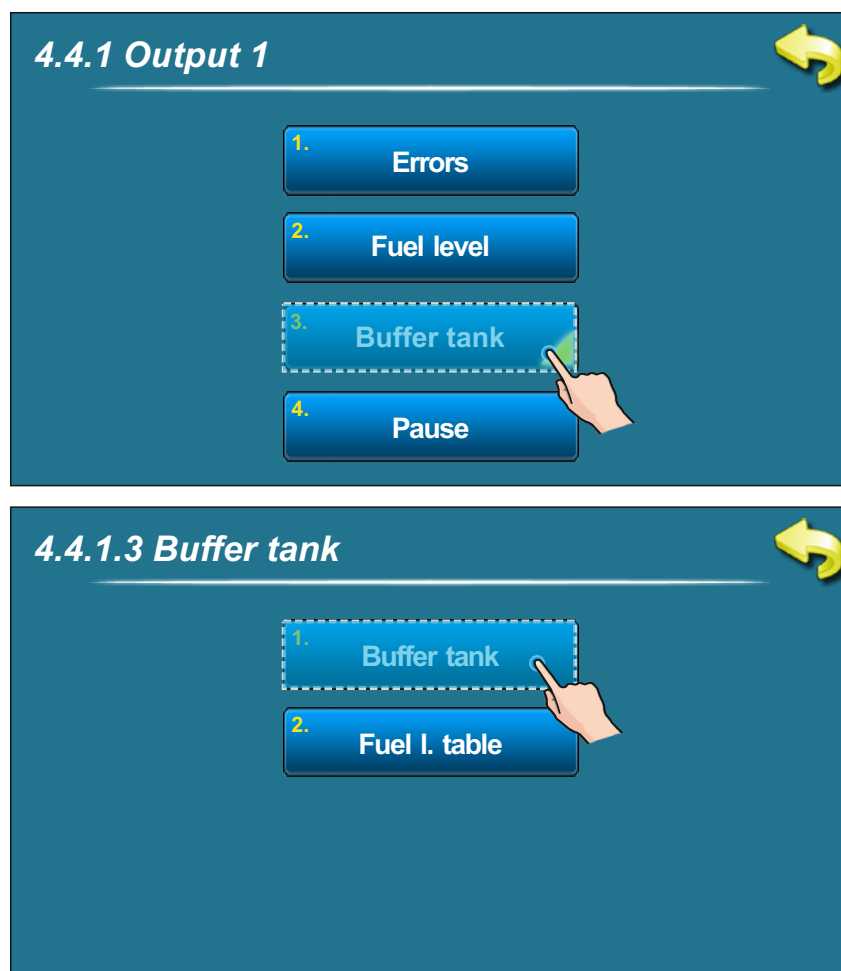 4.4.1 Output 1
1.
Errors
2.
Fuel level
3.
Buffer tank
4.
Pause
4.4.1.3 Buffer tank
1.
Buffer tank
2.
Fuel l. table